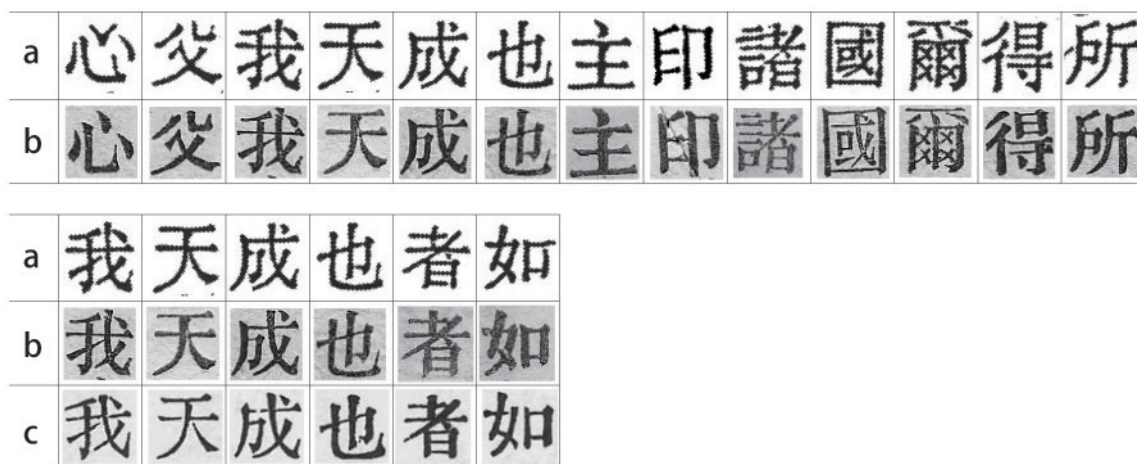 a 心 父 我 天 成 也 主 印 諸 國 爾 得 所
b 心 父 我 天 成 也 主 印 諸 國 爾 得 所
a 我 天 成 也 者 如
b 我 天 成 也 者 如
c 我 天 成 也 者 如